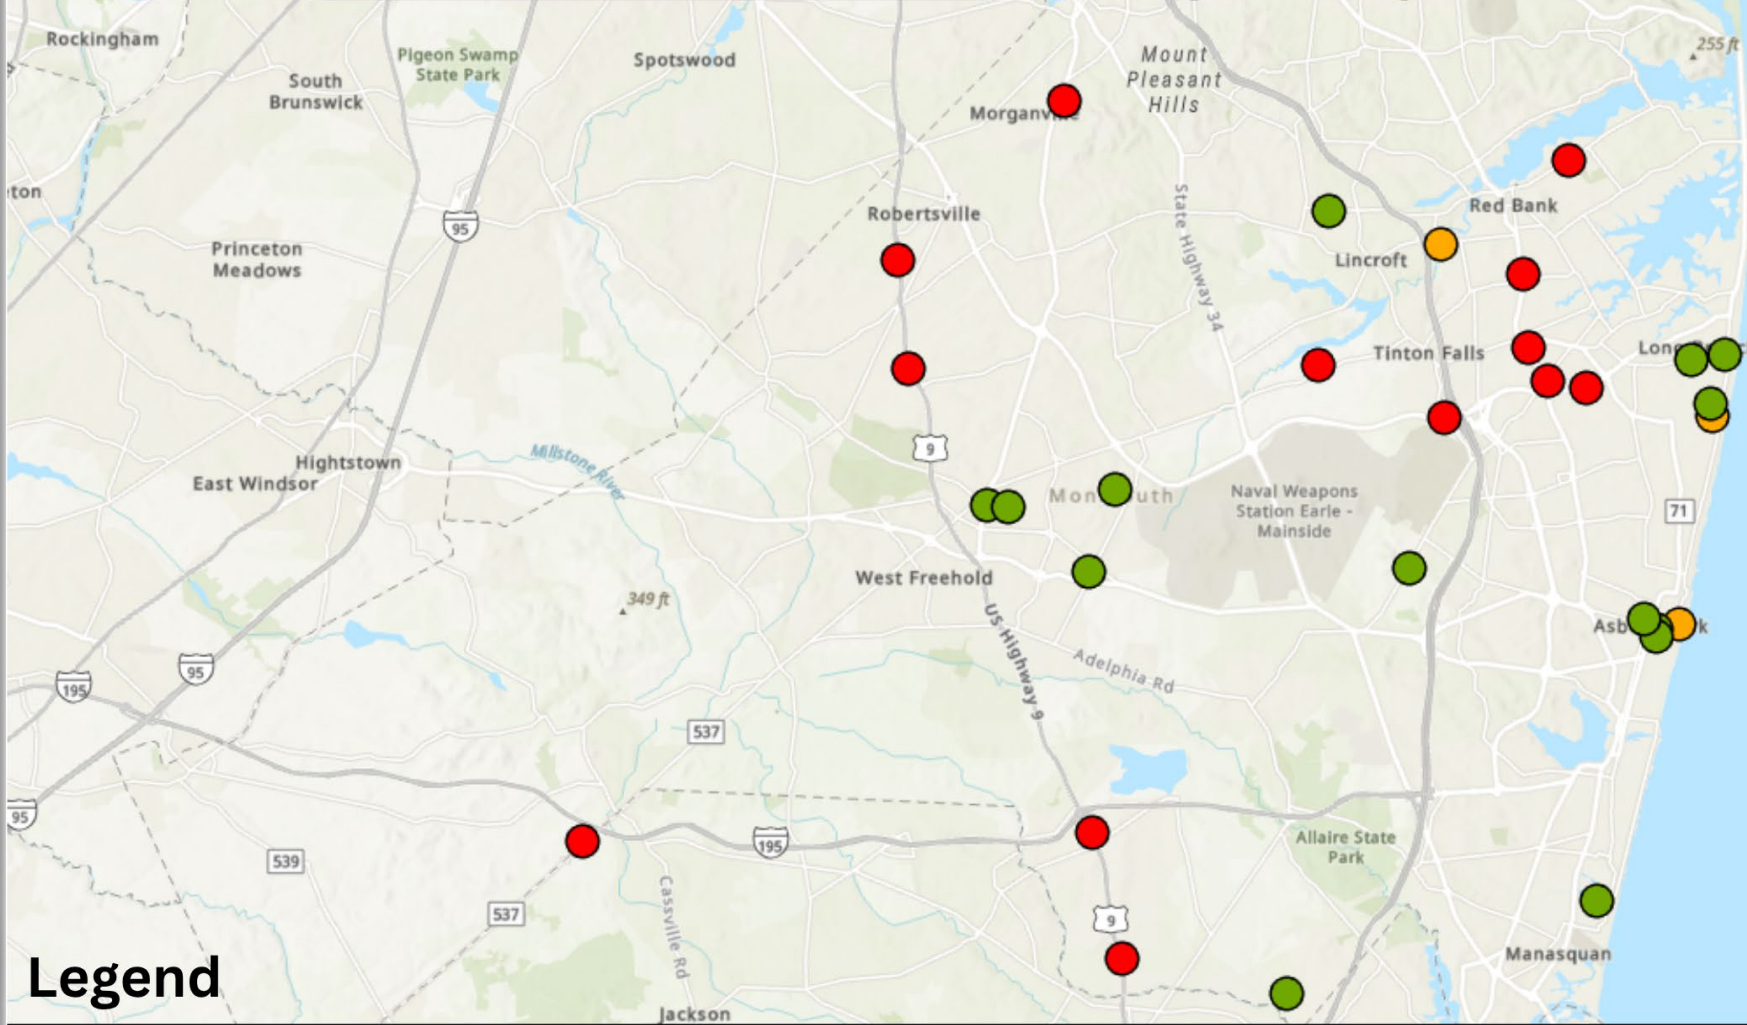 Rockingham
Pigeon Swamp
State Park
Spotswood
Mount
Pleasant
Hills
255 ft
South
Brunswick
eton
Robertsville
Red Bank
State Highway 34
Princeton
Meadows
95
Lincroft
Tinton Falls
9
Millstone River
Hightstown
East Windsor
Naval Weapons
Station Earle -
Mainside
71
West Freehold
349 ft
US Highway 9
Adelphia Rd
195
95
537
95
195
539
537
Cassville Rd
9
Allaire State
Park
Manasquan
Jackson
Legend